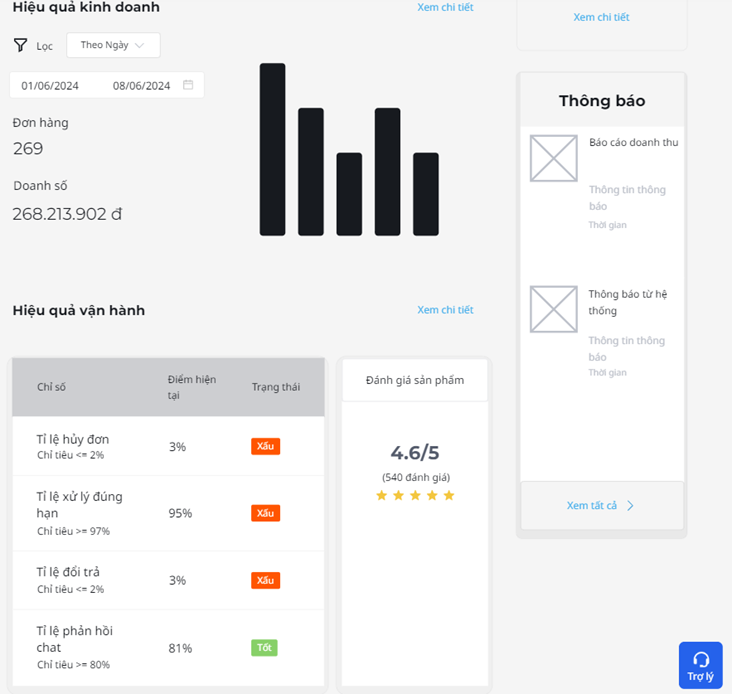 Hiệu quả kinh doanh
Xem chi tiết
Lọc
Theo Ngày
01/06/2024
08/06/2024
Đơn hàng
269
Doanh số
268.213.902 đ
Hiệu quả vận hành
Xem chi tiết
Chỉ số
Điểm hiện
tại
Trạng thái
Tỉ lệ hủy đơn
Chỉ tiêu <= 2%
3%
Xấu
Tỉ lệ xử lý đúng
hạn
Chỉ tiêu >= 97%
95%
Xấu
Tỉ lệ đổi trả
Chỉ tiêu <= 2%
3%
Xấu
Tỉ lệ phản hồi
chat
Chỉ tiêu >= 80%
81%
Tốt
Đánh giá sản phẩm
4.6/5
(540 đánh giá)
Xem chi tiết
Thông báo
Báo cáo doanh thu
Thông tin thông
báo
Thời gian
Thông báo từ hệ
thống
Thông tin thông
báo
Thời gian
Xem tất cả
Trợ lý